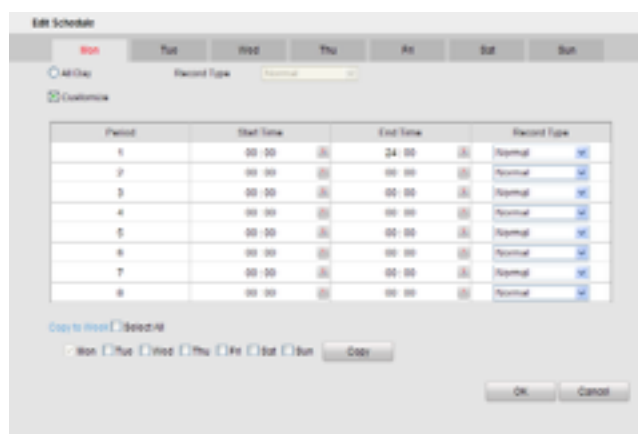 Edit Schedule
Mon Tue Wed Thu Fri Sat Sun
All Day Record Type Normal
Customize
Period Start Time End Time Record Type
1 00 : 00 24 : 00 Normal
2 00 : 00 00 : 00 Normal
3 00 : 00 00 : 00 Normal
4 00 : 00 00 : 00 Normal
5 00 : 00 00 : 00 Normal
6 00 : 00 00 : 00 Normal
7 00 : 00 00 : 00 Normal
8 00 : 00 00 : 00 Normal
Copy to Week Select All
Mon Tue Wed Thu Fri Sat Sun Copy
OK Cancel